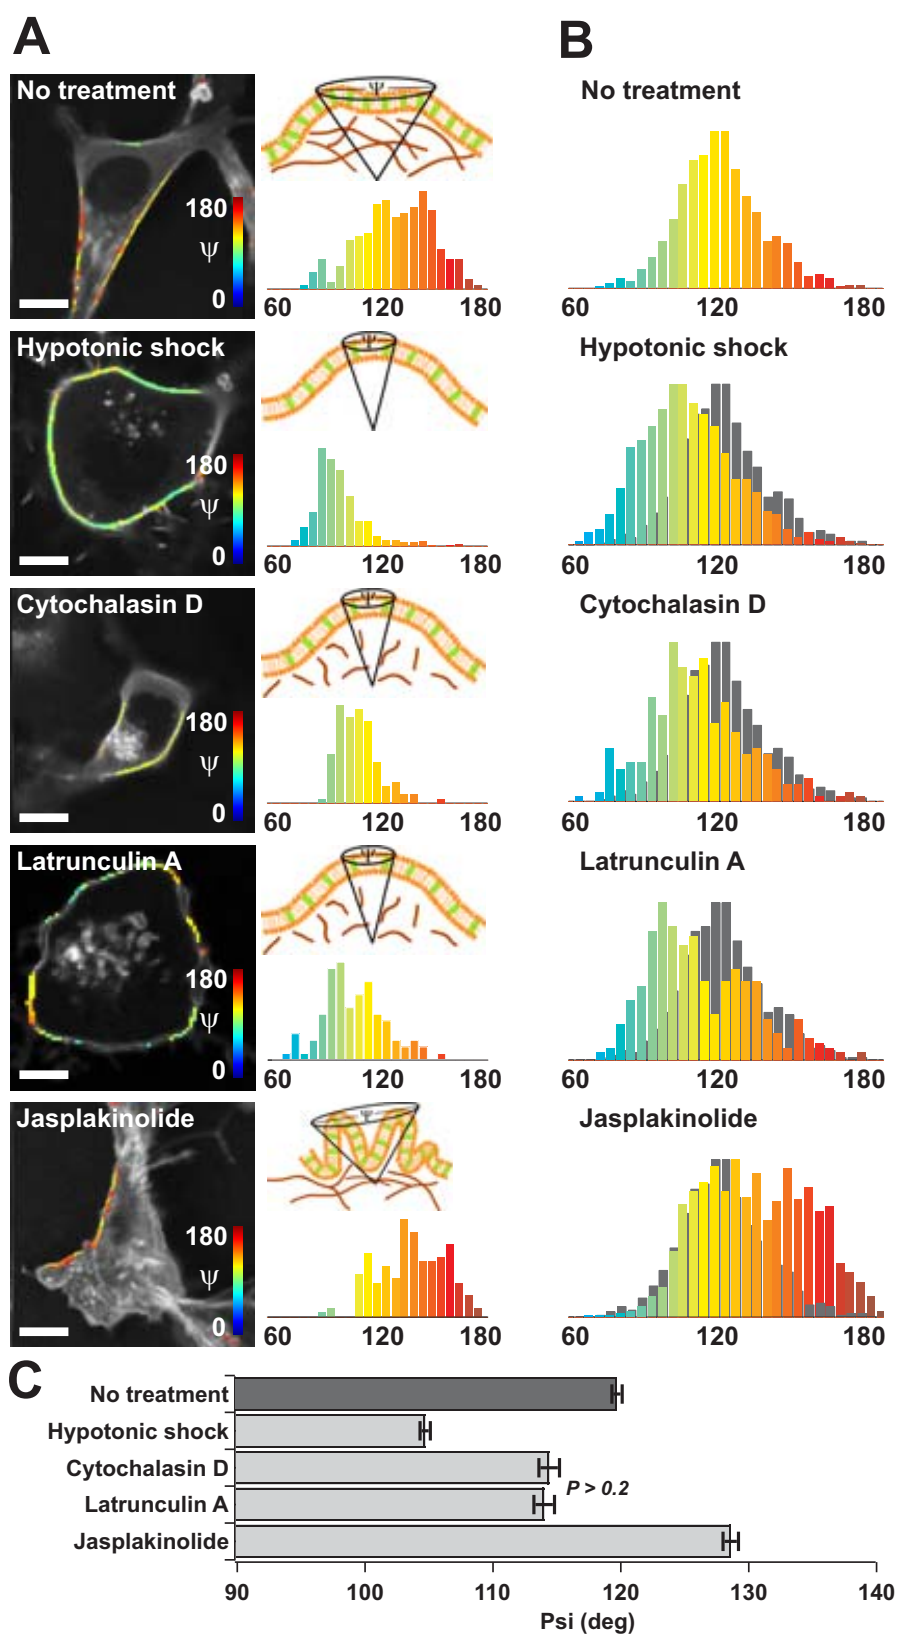 A B
No treatment
Ψ
180
ψ
0
60 120 180
No treatment
60 120 180
Hypotonic shock
Ψ
180
ψ
0
60 120 180
Hypotonic shock
60 120 180
Cytochalasin D
Ψ
180
ψ
0
60 120 180
Cytochalasin D
60 120 180
Latrunculin A
Ψ
180
ψ
0
60 120 180
Latrunculin A
60 120 180
Jasplakinolide
Ψ
180
ψ
0
60 120 180
Jasplakinolide
60 120 180
C
No treatment
Hypotonic shock
Cytochalasin D
P > 0.2
Latrunculin A
Jasplakinolide
90 100 110 120 130 140
Psi (deg)